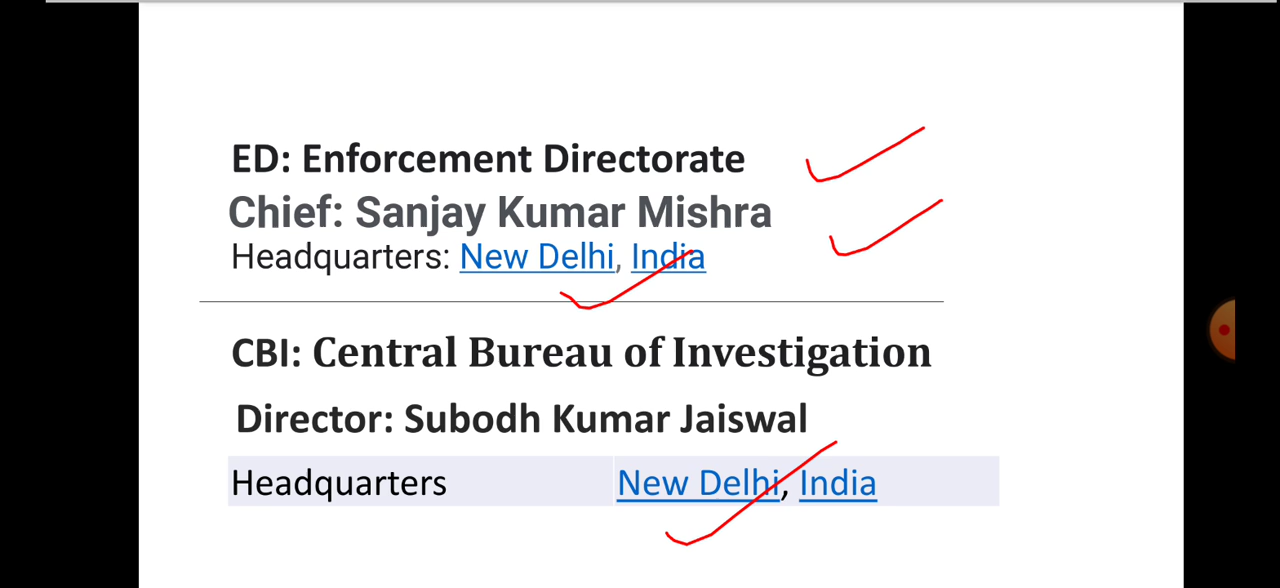 ED: Enforcement Directorate
Chief: Sanjay Kumar Mishra
Headquarters: New Delhi, India
CBI: Central Bureau of Investigation
Director: Subodh Kumar Jaiswal
Headquarters New Delhi, India